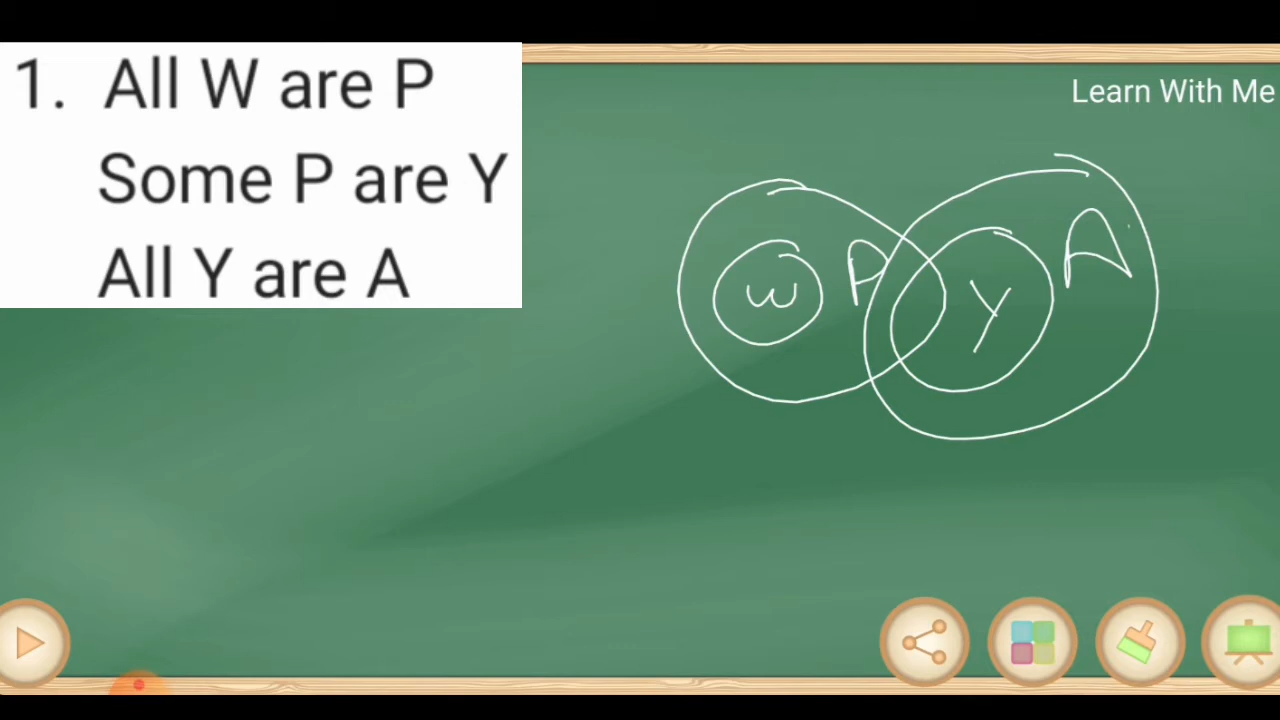 1. All W are P
Some P are Y
All Y are A
Learn With Me
W P Y A